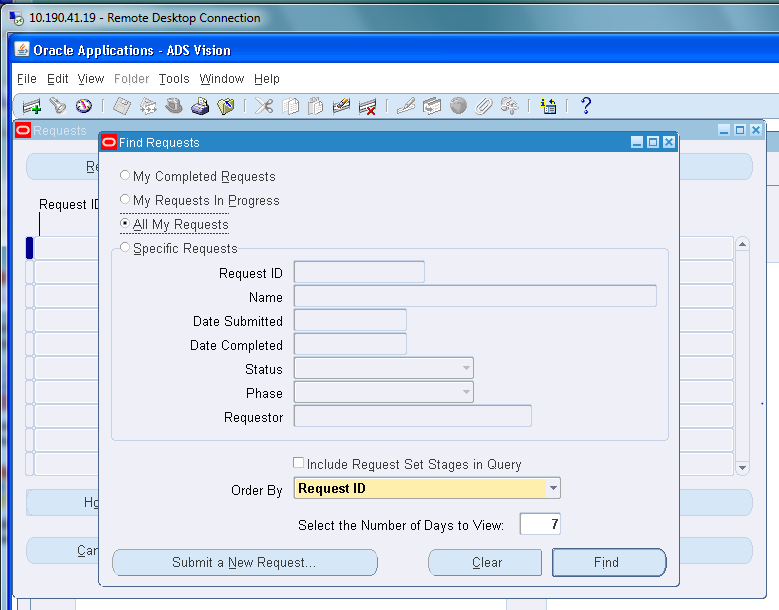 10.190.41.19 - Remote Desktop Connection
Oracle Applications - ADS Vision
File Edit View Folder Tools Window Help
Requests
Find Requests
My Completed Requests
My Requests In Progress
Request ID
All My Requests
Specific Requests
Request ID
Name
Date Submitted
Date Completed
Status
Phase
Requestor
Include Request Set Stages in Query
Order By Request ID
Select the Number of Days to View: 7
Submit a New Request... Clear Find